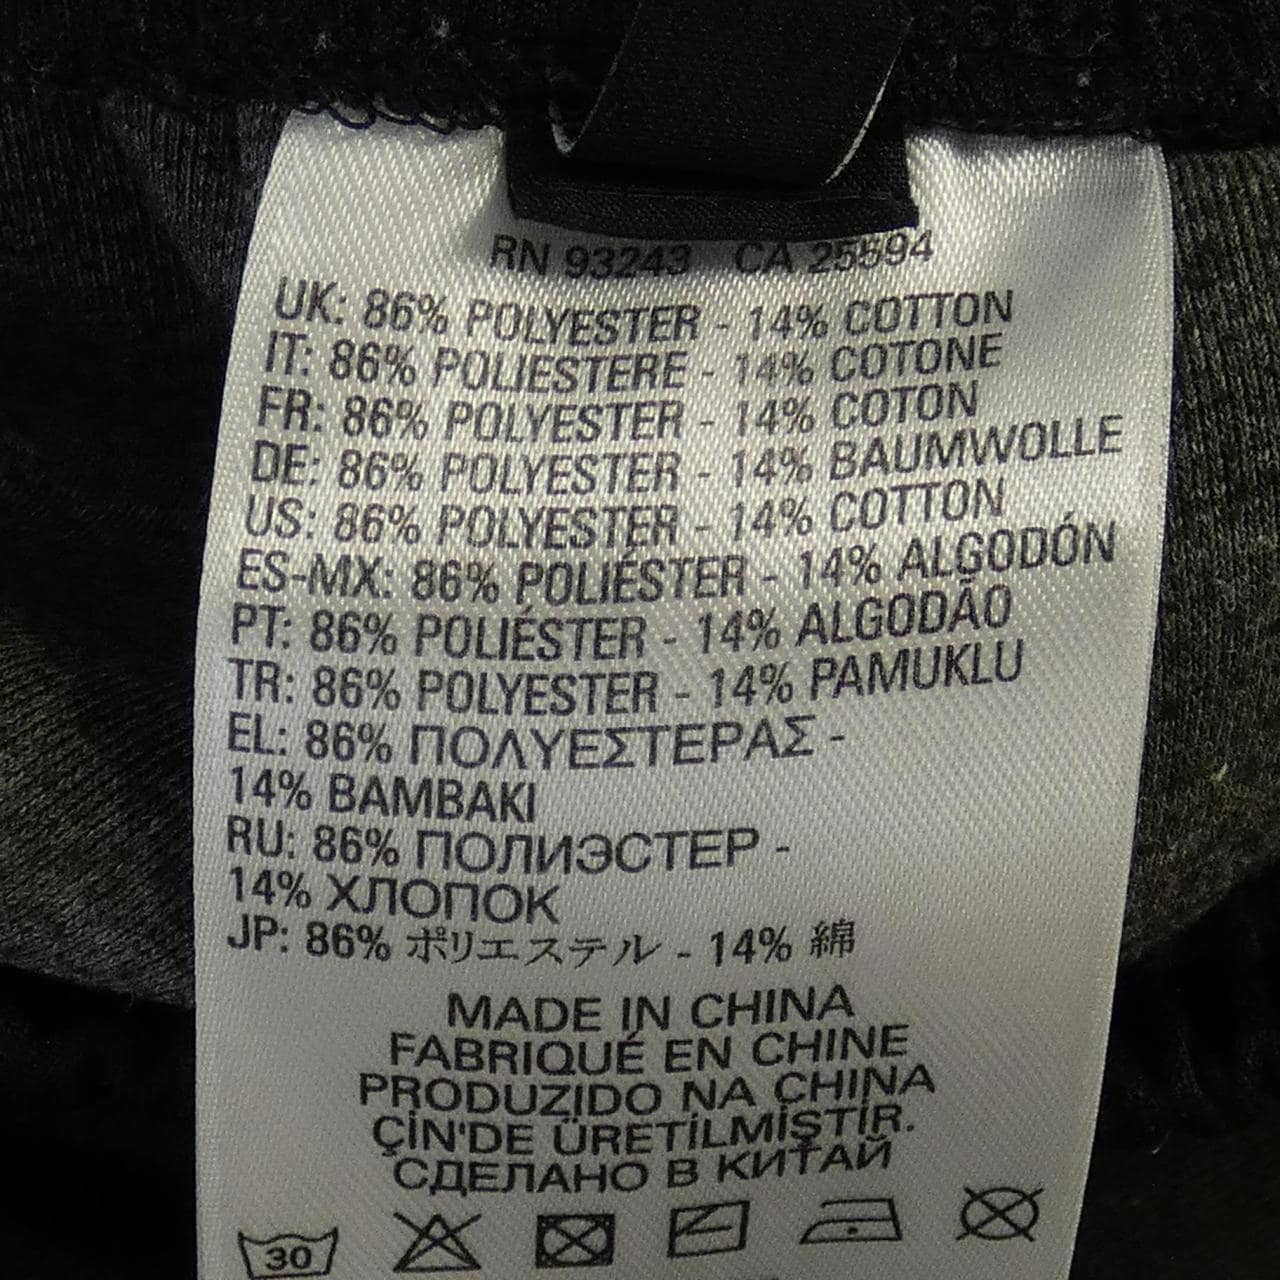 RN 93243 CA 25594
UK: 86% POLYESTER - 14% COTTON
IT: 86% POLIESTERE - 14% COTONE
FR: 86% POLYESTER - 14% COTON
DE: 86% POLYESTER - 14% BAUMWOLLE
US: 86% POLYESTER - 14% COTTON
ES-MX: 86% POLIÉSTER - 14% ALGODÓN
PT: 86% POLIÉSTER - 14% ALGODÃO
TR: 86% POLYESTER - 14% PAMUKLU
EL: 86% ΠΟΛΥΕΣΤΕΡΑΣ -
14% BAMBAKI
RU: 86% ПОЛИЭСТЕР -
14% ХЛОПОК
JP: 86% ポリエステル - 14% 綿
MADE IN CHINA
FABRIQUÉ EN CHINE
PRODUZIDO NA CHINA
ÇİN'DE ÜRETİLMİŞTİR.
СДЕЛАНО В КИТАЙ
30